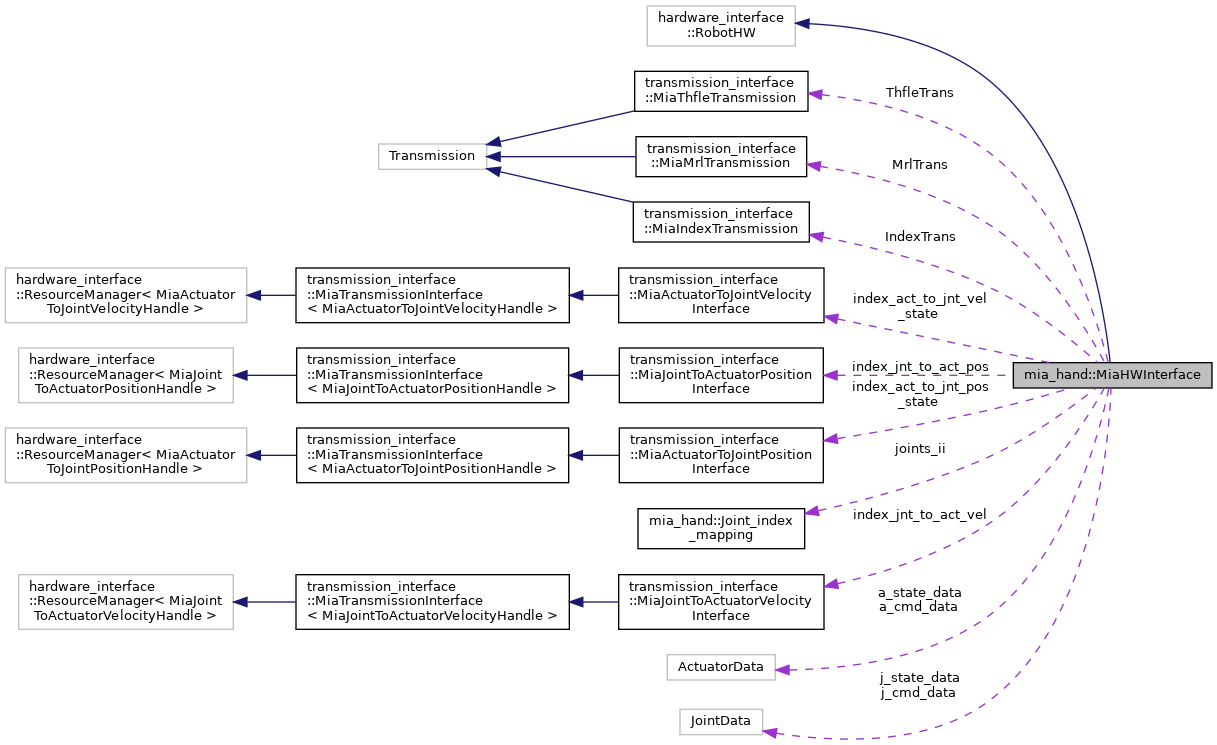 hardware_interface
::RobotHW
transmission_interface
::MiaThfleTransmission
ThfleTrans
Transmission
transmission_interface
::MiaMrlTransmission
MrlTrans
transmission_interface
::MiaIndexTransmission
IndexTrans
hardware_interface
::ResourceManager< MiaActuator
ToJointVelocityHandle >
transmission_interface
::MiaTransmissionInterface
< MiaActuatorToJointVelocityHandle >
transmission_interface
::MiaActuatorToJointVelocity
Interface
index_act_to_jnt_vel
_state
hardware_interface
::ResourceManager< MiaJoint
ToActuatorPositionHandle >
transmission_interface
::MiaTransmissionInterface
< MiaJointToActuatorPositionHandle >
transmission_interface
::MiaJointToActuatorPosition
Interface
index_jnt_to_act_pos
mia_hand::MiaHWInterface
index_act_to_jnt_pos
_state
hardware_interface
::ResourceManager< MiaActuator
ToJointPositionHandle >
transmission_interface
::MiaTransmissionInterface
< MiaActuatorToJointPositionHandle >
transmission_interface
::MiaActuatorToJointPosition
Interface
joints_ii
mia_hand::Joint_index
_mapping
index_jnt_to_act_vel
hardware_interface
::ResourceManager< MiaJoint
ToActuatorVelocityHandle >
transmission_interface
::MiaTransmissionInterface
< MiaJointToActuatorVelocityHandle >
transmission_interface
::MiaJointToActuatorVelocity
Interface
a_state_data
a_cmd_data
ActuatorData
j_state_data
j_cmd_data
JointData